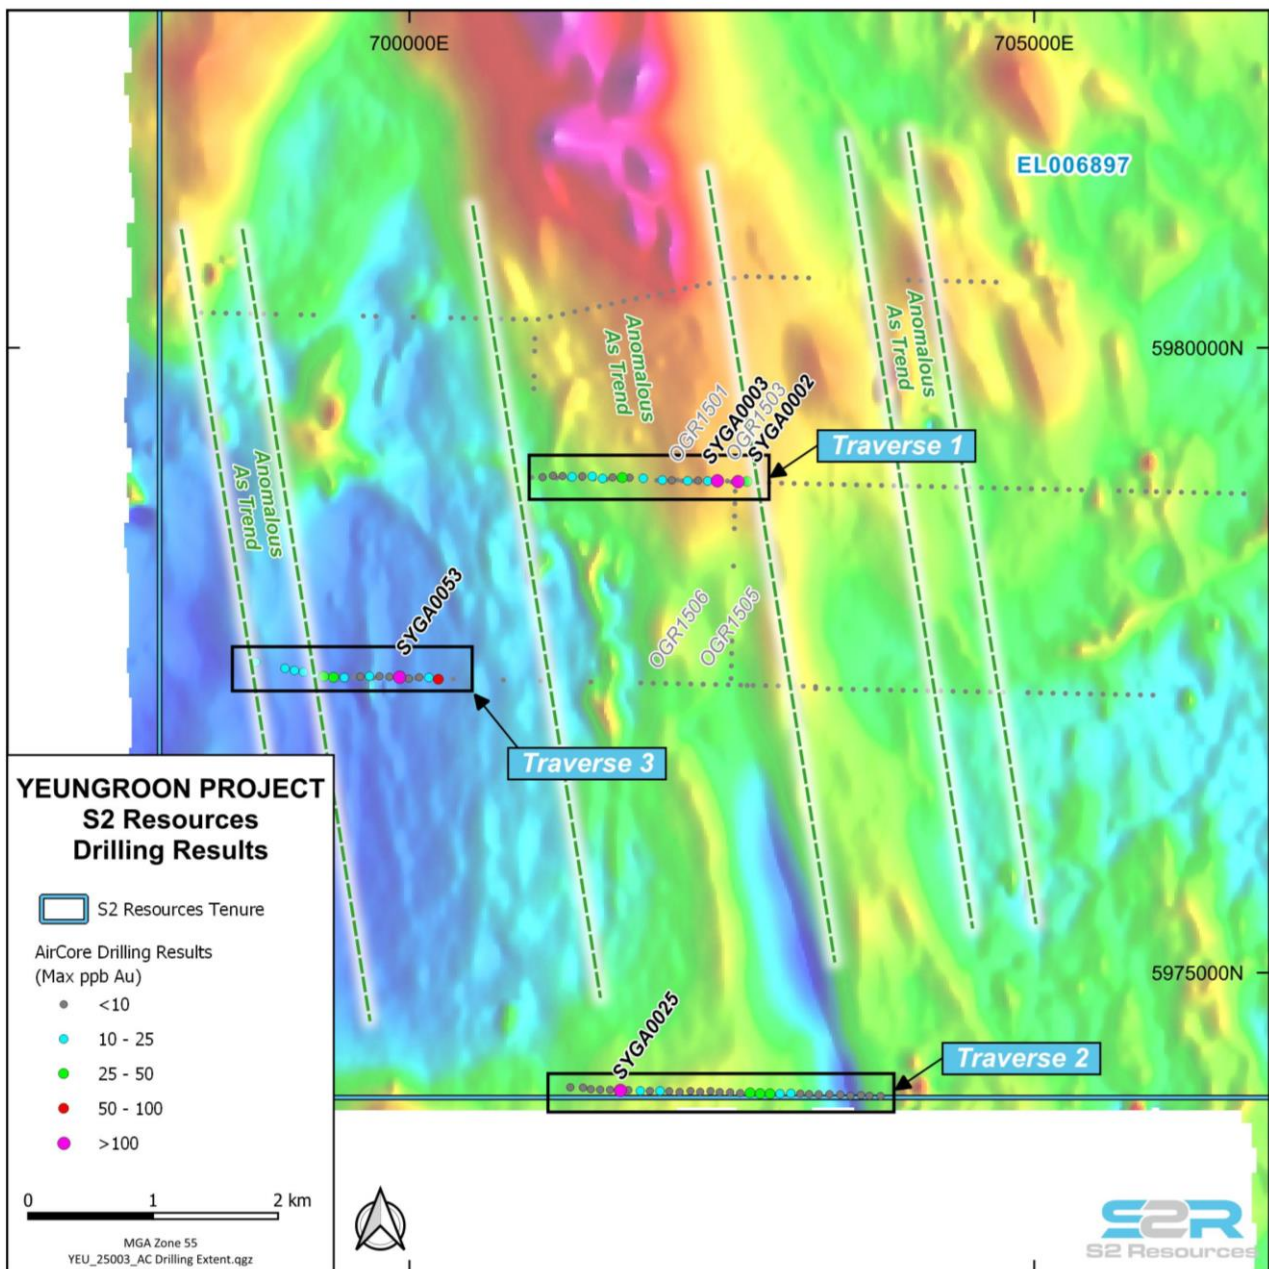 700000E
705000E
EL006897
5980000N
Anomalous
As Trend
Anomalous
As Trend
OGR1501
SYGA0003
OGR1503
SYGA0002
Traverse 1
Anomalous
As Trend
SYGA0053
OGR1506
OGR1505
Traverse 3
YEUNGROON PROJECT
S2 Resources
Drilling Results
S2 Resources Tenure
AirCore Drilling Results
(Max ppb Au)
<10
10 - 25
25 - 50
50 - 100
>100
0 1 2 km
MGA Zone 55
YEU_25003_AC Drilling Extent.qgz
5975000N
SYGA0025
Traverse 2
S2R
S2 Resources